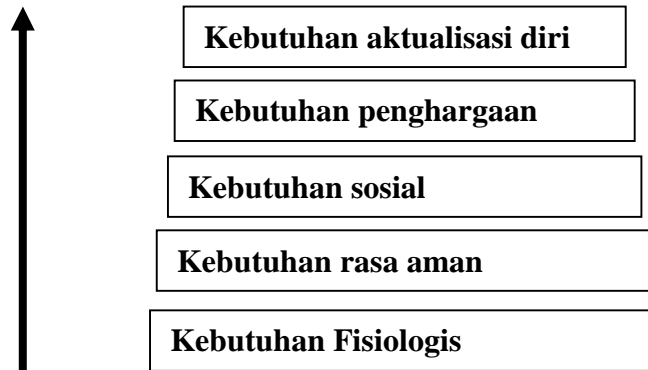 Kebutuhan aktualisasi diri
Kebutuhan penghargaan
Kebutuhan sosial
Kebutuhan rasa aman
Kebutuhan Fisiologis